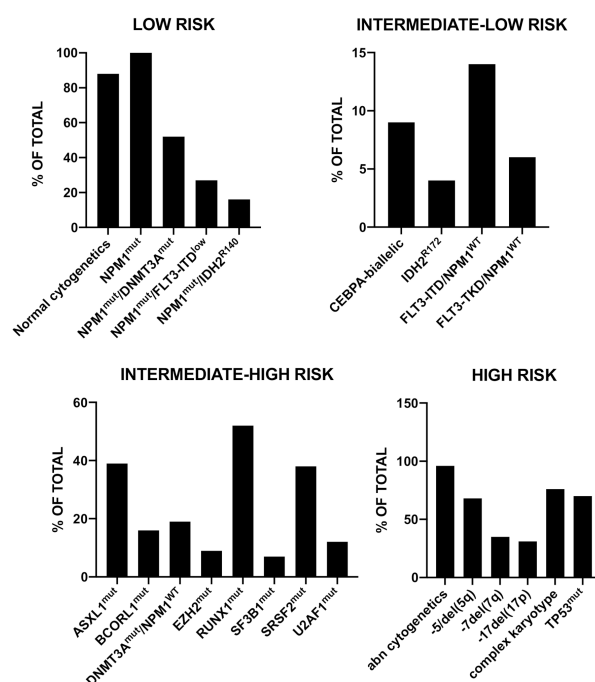 LOW RISK
% OF TOTAL
100
80
60
40
20
0
Normal cytogenetics
NPM1mut
NPM1mut/DNMT3Amut
NPM1mut/FLT3-ITDlow
NPM1mut/IDH2R140
INTERMEDIATE-LOW RISK
% OF TOTAL
15
10
5
0
CEBPA-biallelic
IDH2R172
FLT3-ITD/NPM1WT
FLT3-TKD/NPM1WT
INTERMEDIATE-HIGH RISK
% OF TOTAL
60
40
20
0
ASXL1mut
BCORL1mut
DNMT3Amut/NPM1WT
EZH2mut
RUNX1mut
SF3B1mut
SRSF2mut
U2AF1mut
HIGH RISK
% OF TOTAL
150
100
50
0
abn cytogenetics
-5/del(5q)
-7del(7q)
-17del(17p)
complex karyotype
TP53mut